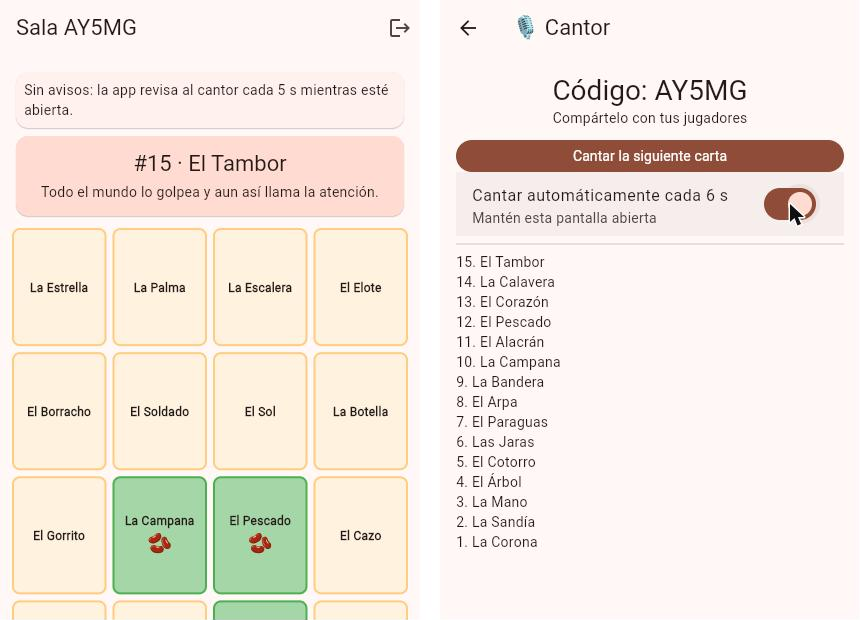 Sala AY5MG
Sin avisos: la app revisa al cantor cada 5 s mientras esté
abierta.
#15 · El Tambor
Todo el mundo lo golpea y aun así llama la atención.
La Estrella
La Palma
La Escalera
El Elote
El Borracho
El Soldado
El Sol
La Botella
El Gorrito
La Campana
El Pescado
El Cazo
Cantor
Código: AY5MG
Compártelo con tus jugadores
Cantar la siguiente carta
Cantar automáticamente cada 6 s
Mantén esta pantalla abierta
15. El Tambor
14. La Calavera
13. El Corazón
12. El Pescado
11. El Alacrán
10. La Campana
9. La Bandera
8. El Arpa
7. El Paraguas
6. Las Jaras
5. El Cotorro
4. El Árbol
3. La Mano
2. La Sandía
1. La Corona